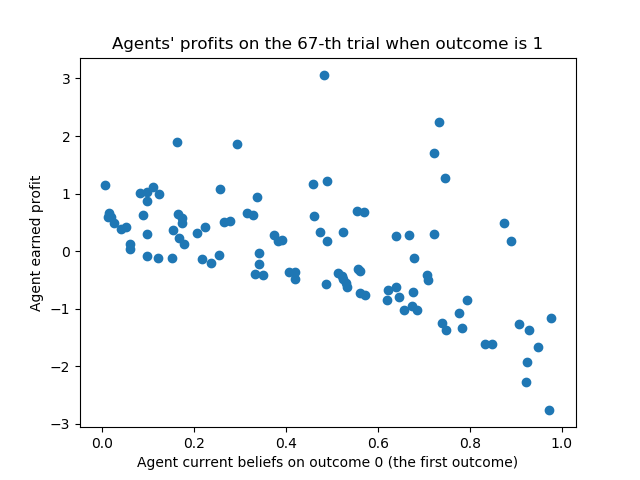 Agents' profits on the 67-th trial when outcome is 1
3
2
1
0
−1
−2
−3
Agent earned profit
0.0 0.2 0.4 0.6 0.8 1.0
Agent current beliefs on outcome 0 (the first outcome)